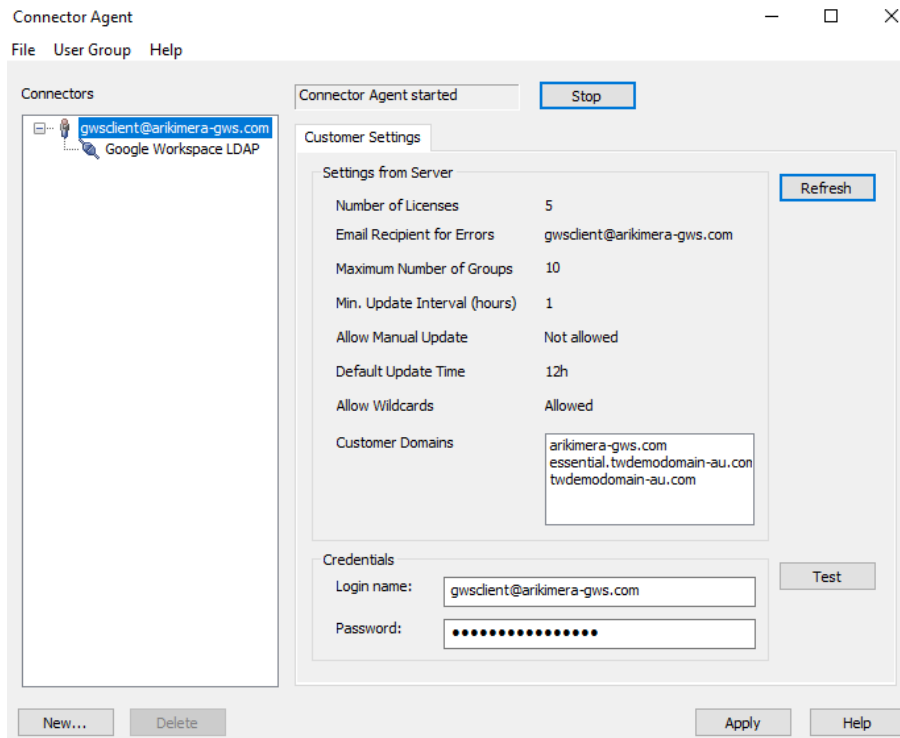 Connector Agent
File User Group Help
Connectors
gwsclient@arikimera-gws.com
Google Workspace LDAP
Connector Agent started
Stop
Customer Settings
Settings from Server
Refresh
Number of Licenses 5
Email Recipient for Errors gwsclient@arikimera-gws.com
Maximum Number of Groups 10
Min. Update Interval (hours) 1
Allow Manual Update Not allowed
Default Update Time 12h
Allow Wildcards Allowed
Customer Domains
arikimera-gws.com
essential.twdemodomain-au.com
twdemodomain-au.com
Credentials
Login name: gwsclient@arikimera-gws.com
Test
Password: ••••••••••••••••
New... Delete Apply Help